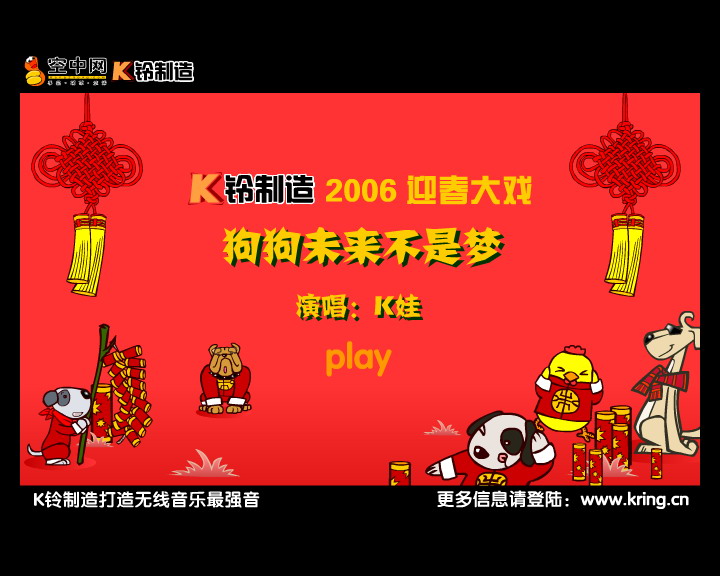 空中网 K铃制造
K铃制造 2006 迎春大戏
狗狗未来不是梦
演唱：K娃
play
K铃制造打造无线音乐最强音
更多信息请登陆：www.kring.cn